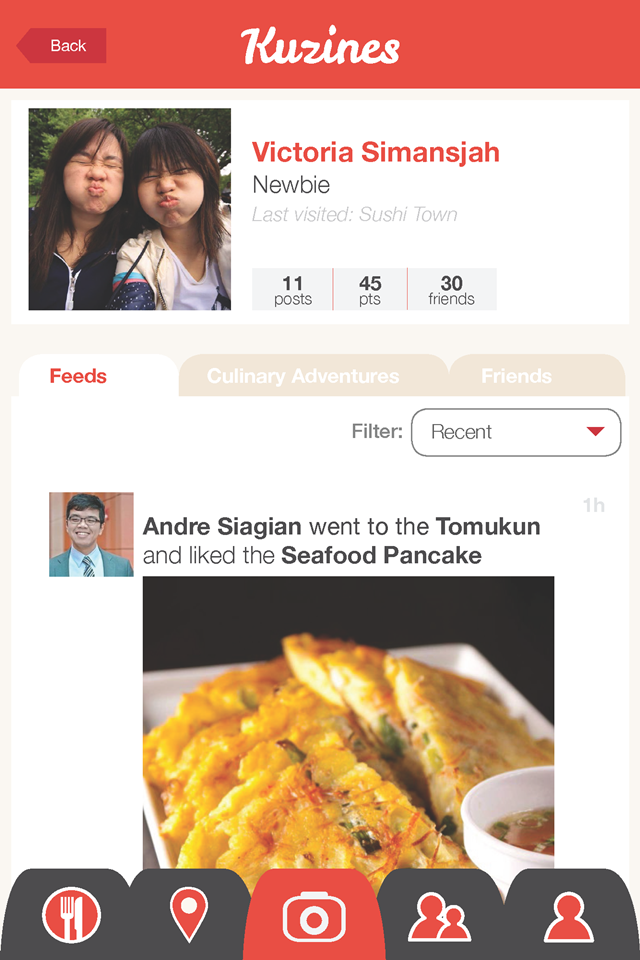 Back
Kuzines
Victoria Simansjah
Newbie
Last visited: Sushi Town
11 posts
45 pts
30 friends
Feeds
Culinary Adventures
Friends
Filter: Recent
1h
Andre Siagian went to the Tomukun
and liked the Seafood Pancake